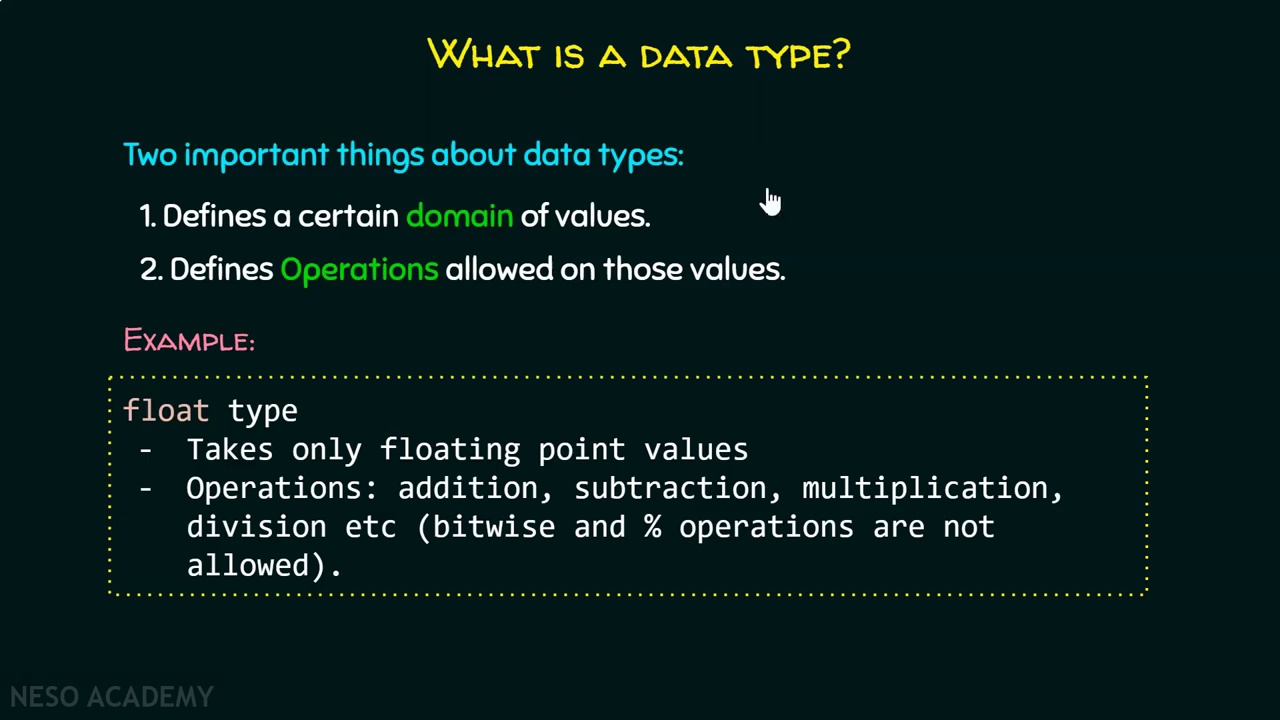 WHAT IS A DATA TYPE?
Two important things about data types:
1. Defines a certain domain of values.
2. Defines Operations allowed on those values.
EXAMPLE:
float type
- Takes only floating point values
- Operations: addition, subtraction, multiplication,
division etc (bitwise and % operations are not
allowed).
NESO ACADEMY